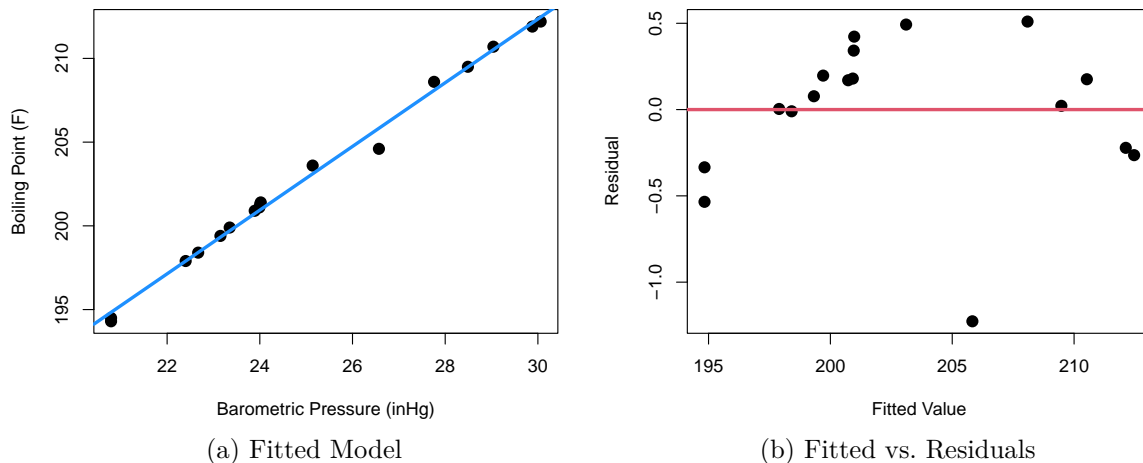 210
205
200
195
Boiling Point (F)
22
24
26
28
30
Barometric Pressure (inHg)
(a) Fitted Model
0.5
0.0
−0.5
−1.0
Residual
195
200
205
210
Fitted Value
(b) Fitted vs. Residuals